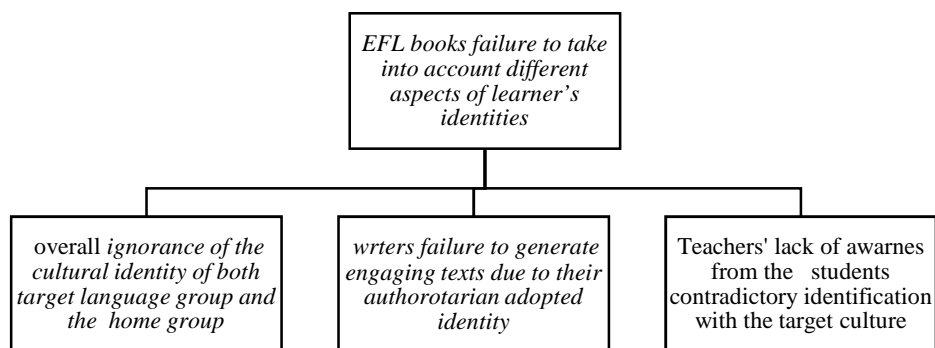 EFL books failure to take
into account different
aspects of learner's
identities
overall ignorance of the
cultural identity of both
target language group and
the home group
wrters failure to generate
engaging texts due to their
authorotarian adopted
identity
Teachers' lack of awarnes
from the students
contradictory identification
with the target culture